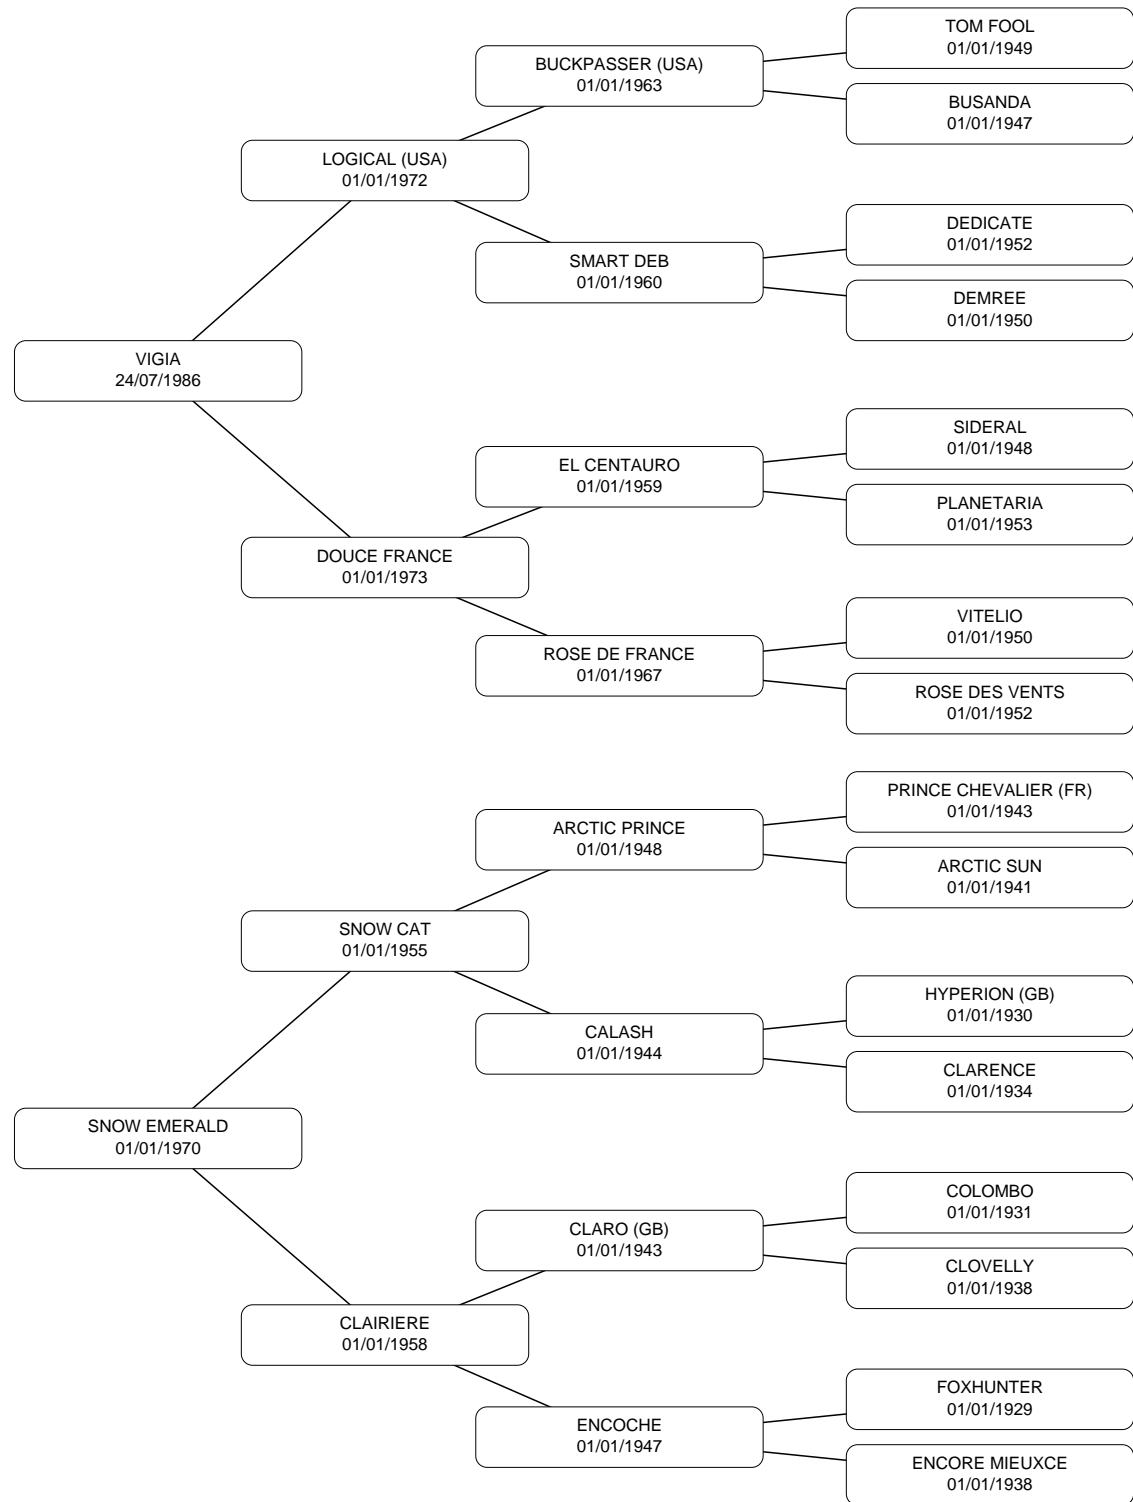 TOM FOOL
01/01/1949
BUCKPASSER (USA)
01/01/1963
BUSANDA
01/01/1947
LOGICAL (USA)
01/01/1972
DEDICATE
01/01/1952
SMART DEB
01/01/1960
DEMREE
01/01/1950
VIGIA
24/07/1986
SIDERAL
01/01/1948
EL CENTAURO
01/01/1959
PLANETARIA
01/01/1953
DOUCE FRANCE
01/01/1973
VITELIO
01/01/1950
ROSE DE FRANCE
01/01/1967
ROSE DES VENTS
01/01/1952
PRINCE CHEVALIER (FR)
01/01/1943
ARCTIC PRINCE
01/01/1948
ARCTIC SUN
01/01/1941
SNOW CAT
01/01/1955
HYPERION (GB)
01/01/1930
CALASH
01/01/1944
CLARENCE
01/01/1934
SNOW EMERALD
01/01/1970
COLOMBO
01/01/1931
CLARO (GB)
01/01/1943
CLOVELLY
01/01/1938
CLAIRIERE
01/01/1958
FOXHUNTER
01/01/1929
ENCOCHE
01/01/1947
ENCORE MIEUXCE
01/01/1938